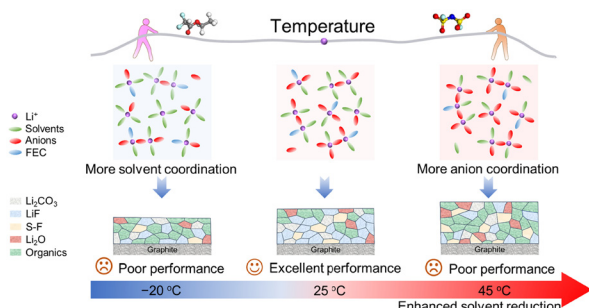 Temperature
Li⁺
Solvents
Anions
FEC
More solvent coordination
More anion coordination
Li₂CO₃
LiF
S-F
Li₂O
Organics
Graphite
Graphite
Graphite
Poor performance
Excellent performance
Poor performance
−20 °C
25 °C
45 °C
Enhanced solvent reduction